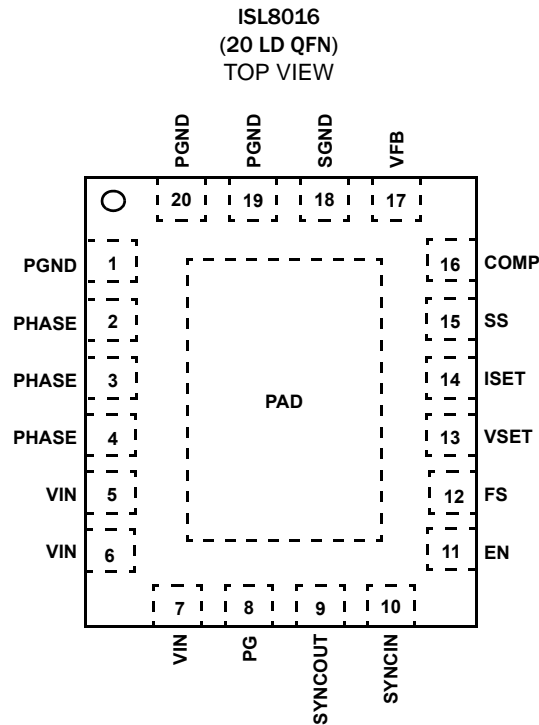 ISL8016
(20 LD QFN)
TOP VIEW
PGND
PGND
SGND
VFB
20
19
18
17
PGND 1
16 COMP
PHASE 2
15 SS
PHASE 3
14 ISET
PAD
PHASE 4
13 VSET
VIN 5
12 FS
VIN 6
11 EN
7
8
9
10
VIN
PG
SYNCOUT
SYNCIN